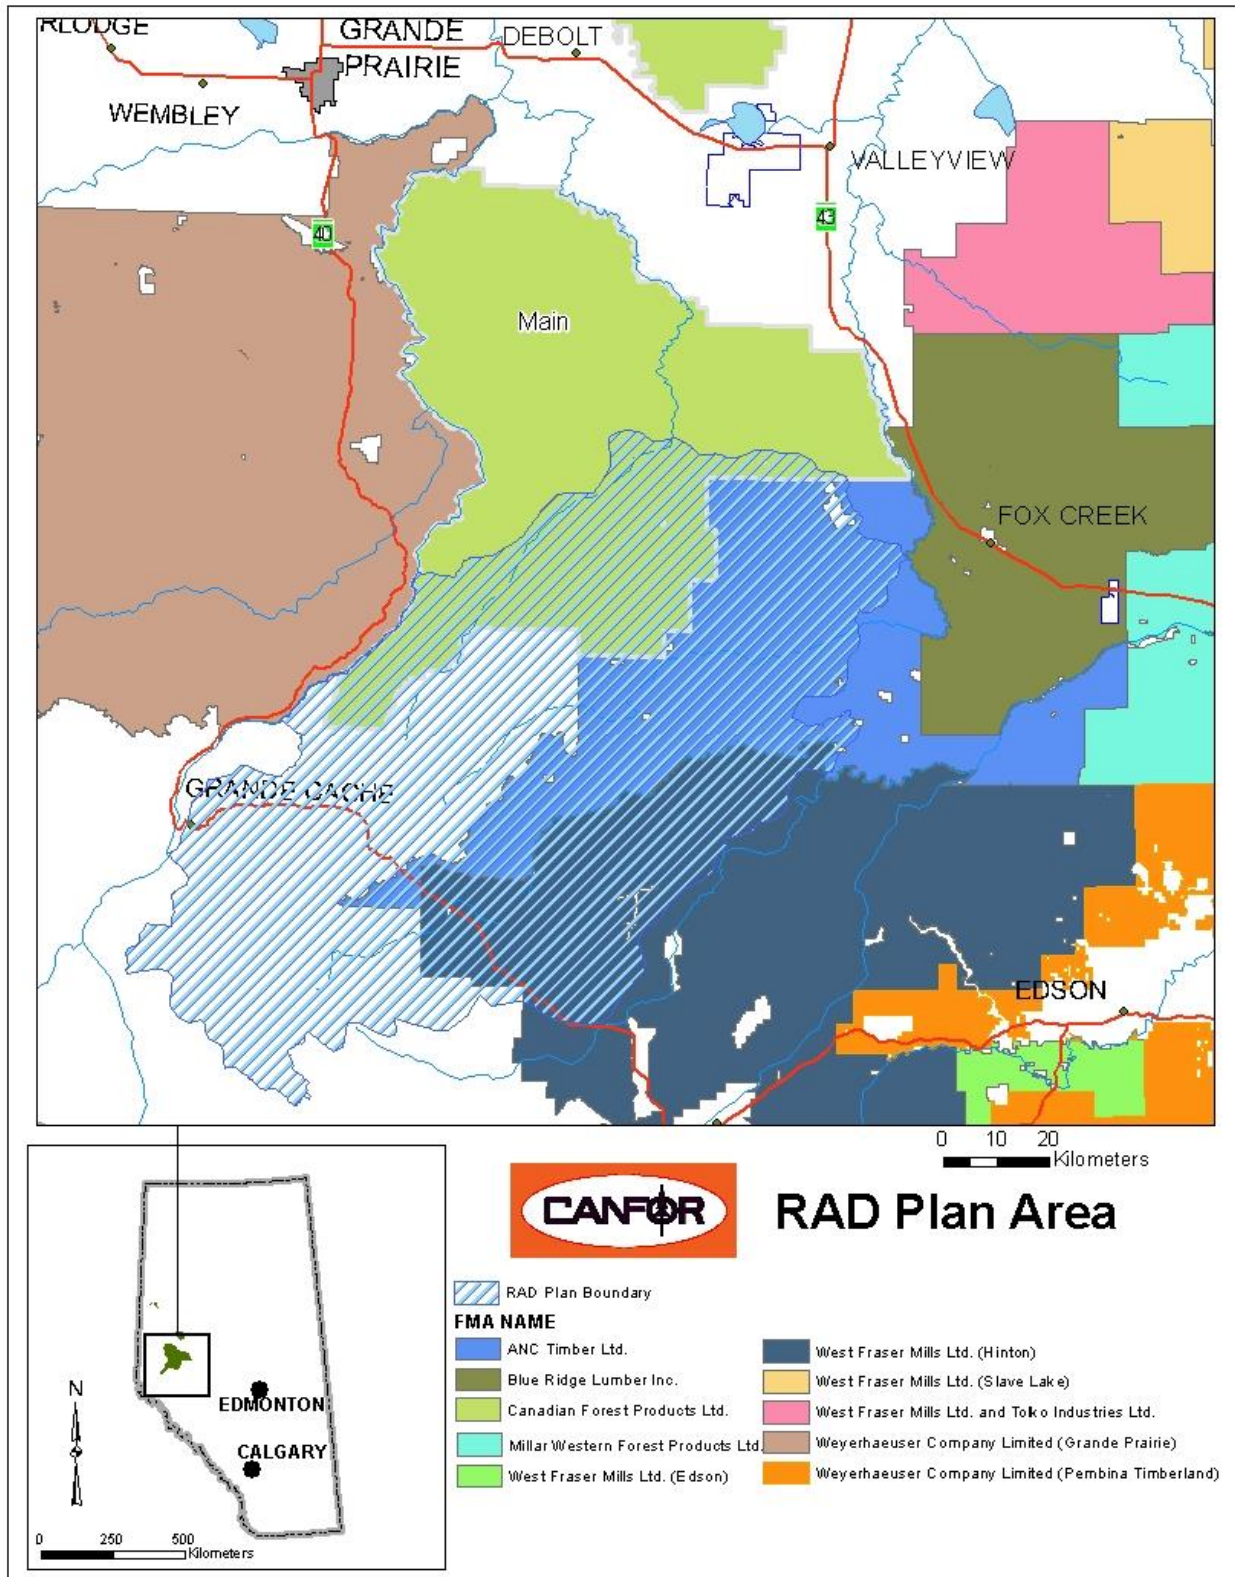 RLODGE
GRANDE
PRAIRIE
DEBOLT
WEMBLEY
VALLEYVIEW
40
43
Main
FOX CREEK
GRANDE CACHE
EDSON
0 10 20
Kilometers
CANFOR
RAD Plan Area
RAD Plan Boundary
FMA NAME
ANC Timber Ltd.
Blue Ridge Lumber Inc.
Canadian Forest Products Ltd.
Millar Western Forest Products Ltd.
West Fraser Mills Ltd. (Edson)
West Fraser Mills Ltd. (Hinton)
West Fraser Mills Ltd. (Slave Lake)
West Fraser Mills Ltd. and Tolko Industries Ltd.
Weyerhaeuser Company Limited (Grande Prairie)
Weyerhaeuser Company Limited (Pembina Timberland)
N
EDMONTON
CALGARY
0 250 500
Kilometers